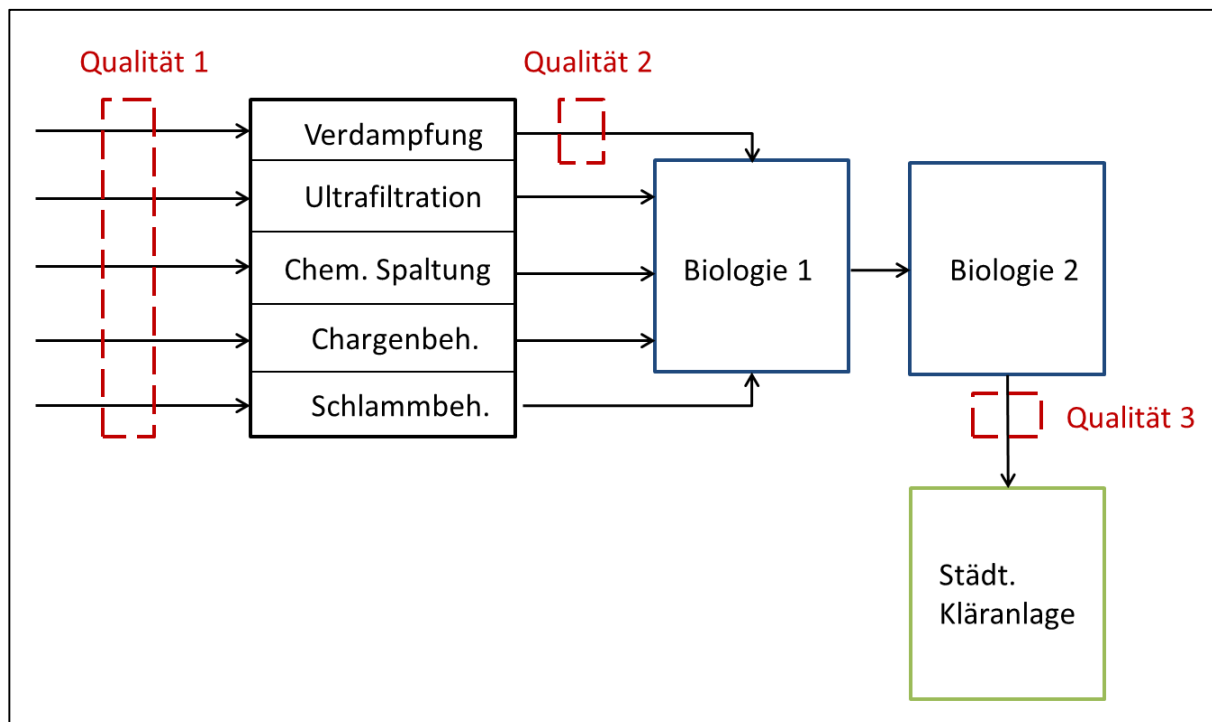 Qualität 1
Qualität 2
Verdampfung
Ultrafiltration
Chem. Spaltung
Chargenbeh.
Schlammbeh.
Biologie 1
Biologie 2
Qualität 3
Städt.
Kläranlage